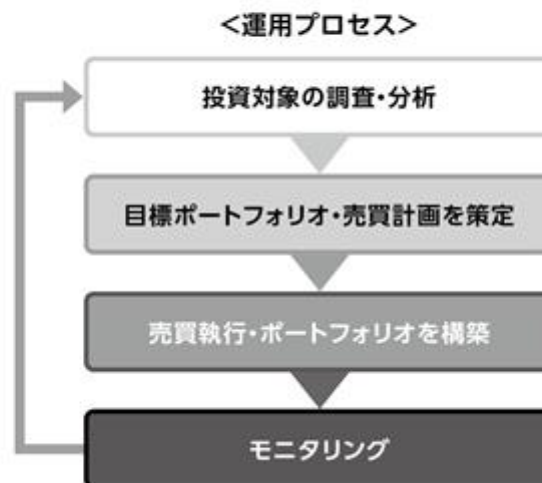 ＜運用プロセス＞
投資対象の調査・分析
目標ポートフォリオ・売買計画を策定
売買執行・ポートフォリオを構築
モニタリング